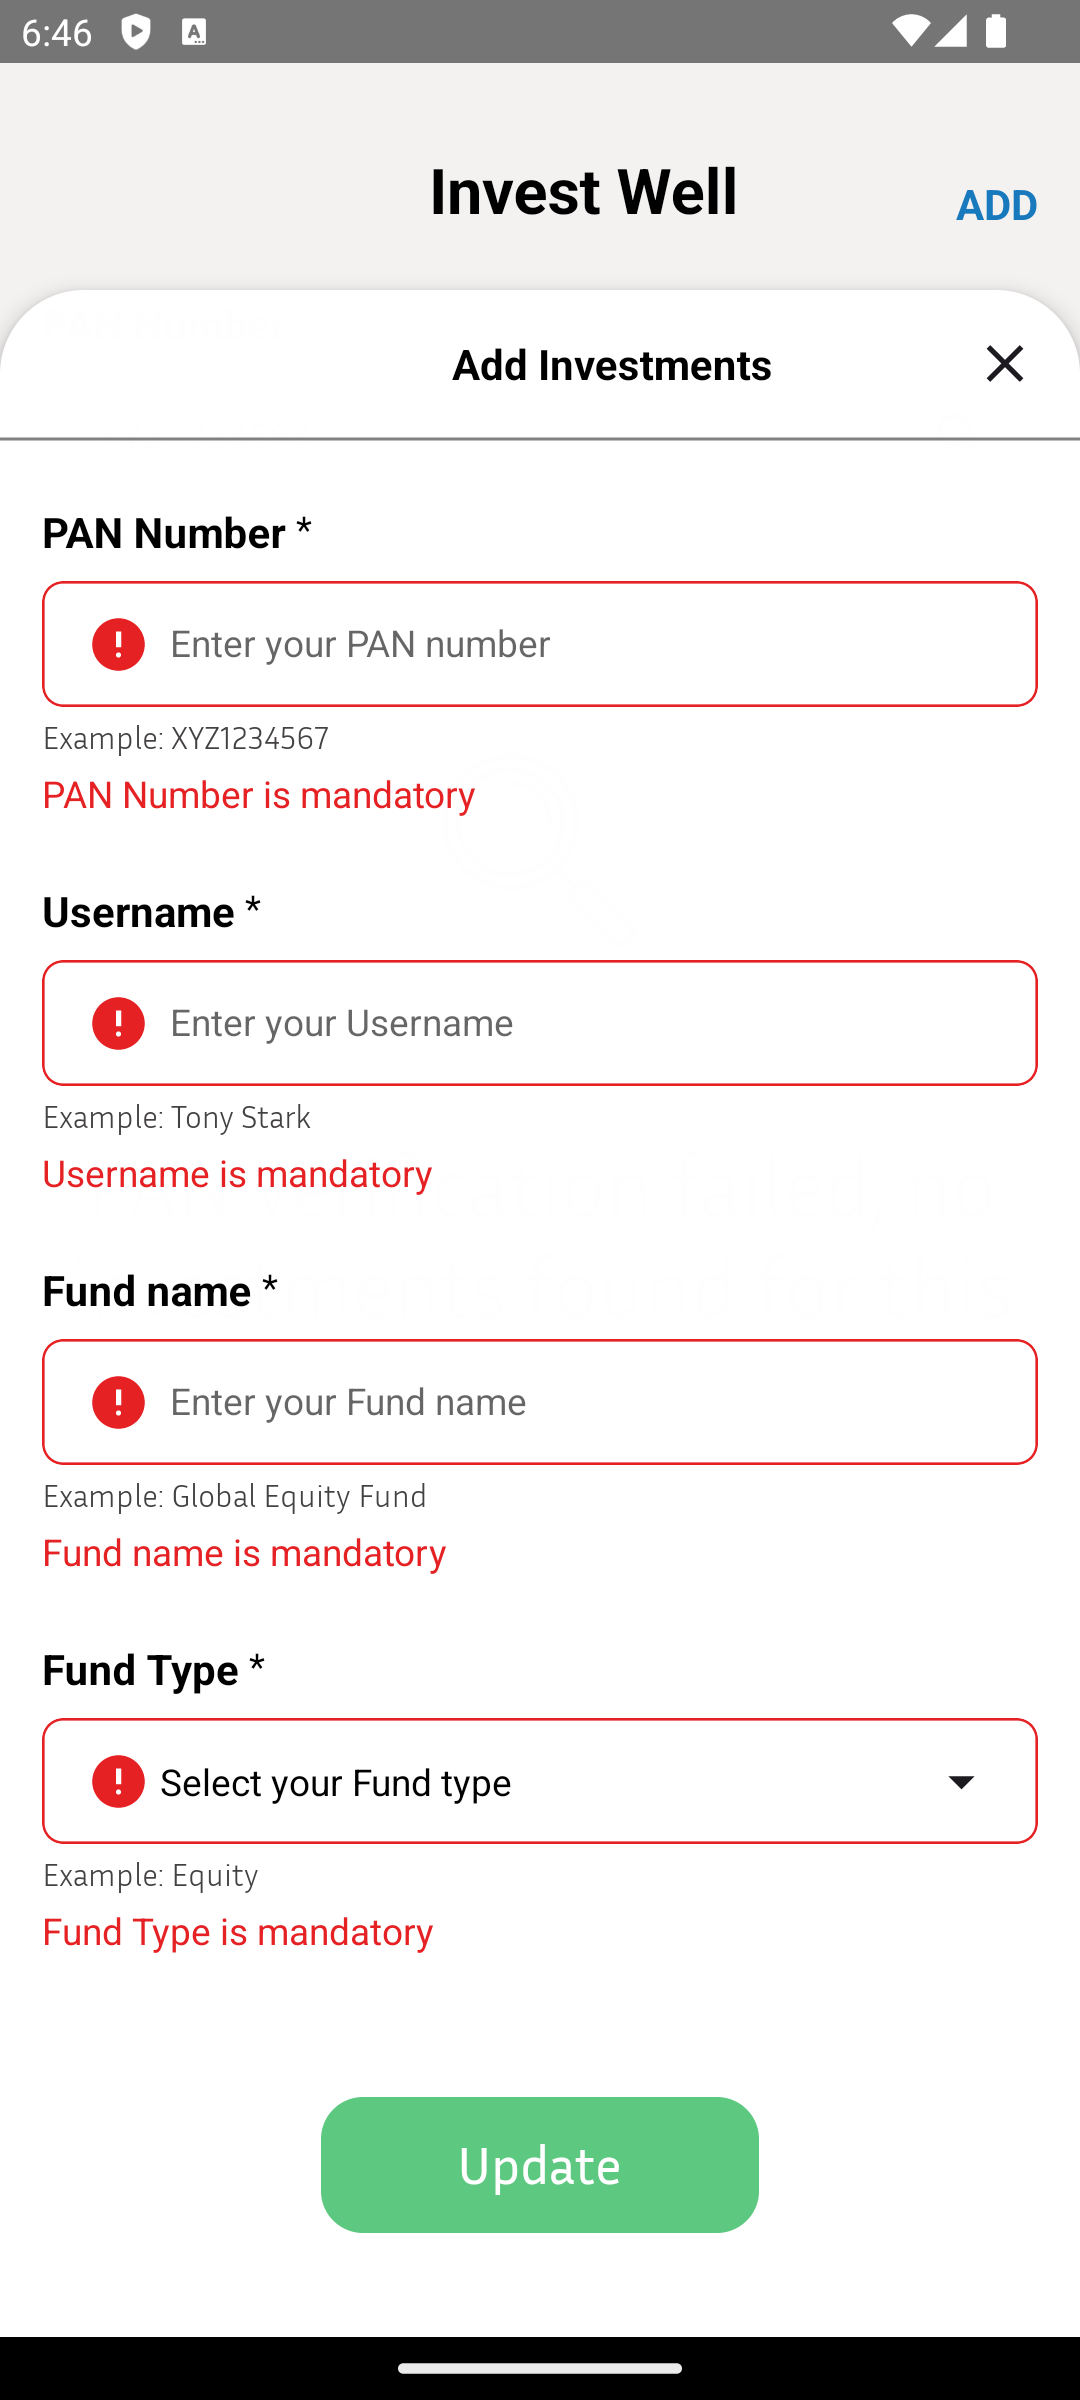 6:46
Invest Well
ADD
Add Investments
PAN Number *
Enter your PAN number
Example: XYZ1234567
PAN Number is mandatory
Username *
Enter your Username
Example: Tony Stark
Username is mandatory
Fund name *
Enter your Fund name
Example: Global Equity Fund
Fund name is mandatory
Fund Type *
Select your Fund type
Example: Equity
Fund Type is mandatory
Update